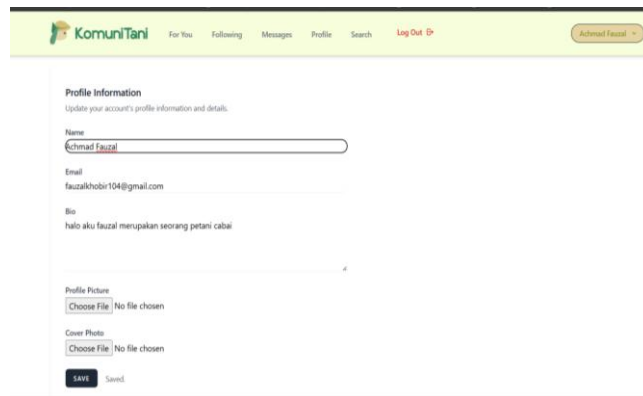 KomuniTani For You Following Messages Profile Search Log Out Achmad Fauzal
Profile Information
Update your account's profile information and details.
Name
Achmad Fauzal
Email
fauzalkhobir104@gmail.com
Bio
halo aku fauzal merupakan seorang petani cabai
Profile Picture
Choose File No file chosen
Cover Photo
Choose File No file chosen
SAVE Saved.